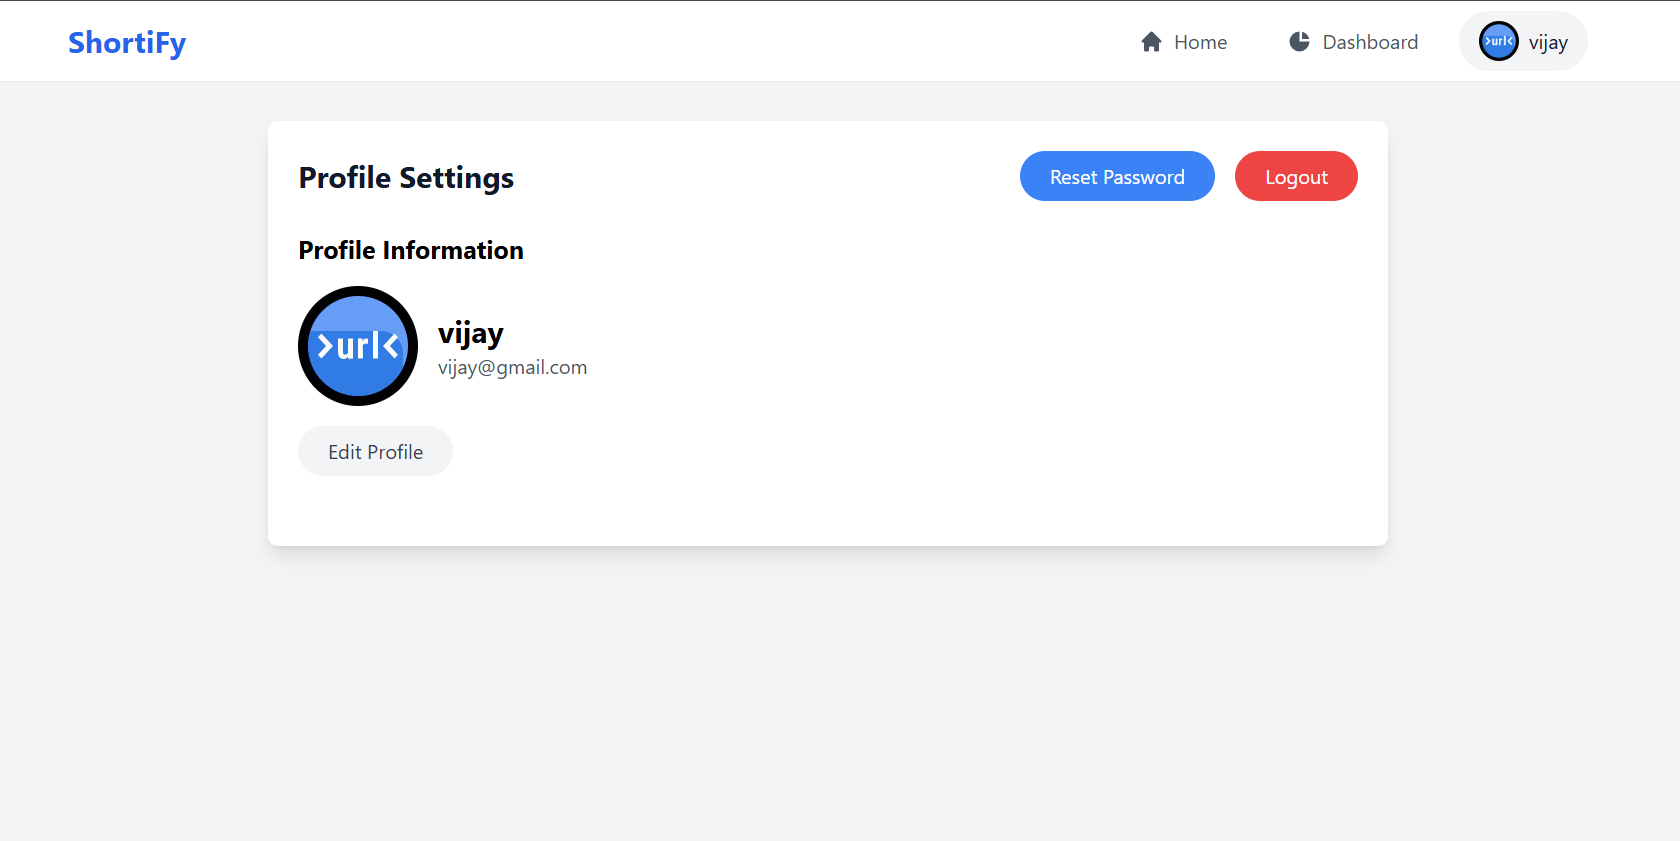 ShortiFy
Home
Dashboard
>url<
vijay
Profile Settings
Reset Password
Logout
Profile Information
>url<
vijay
vijay@gmail.com
Edit Profile